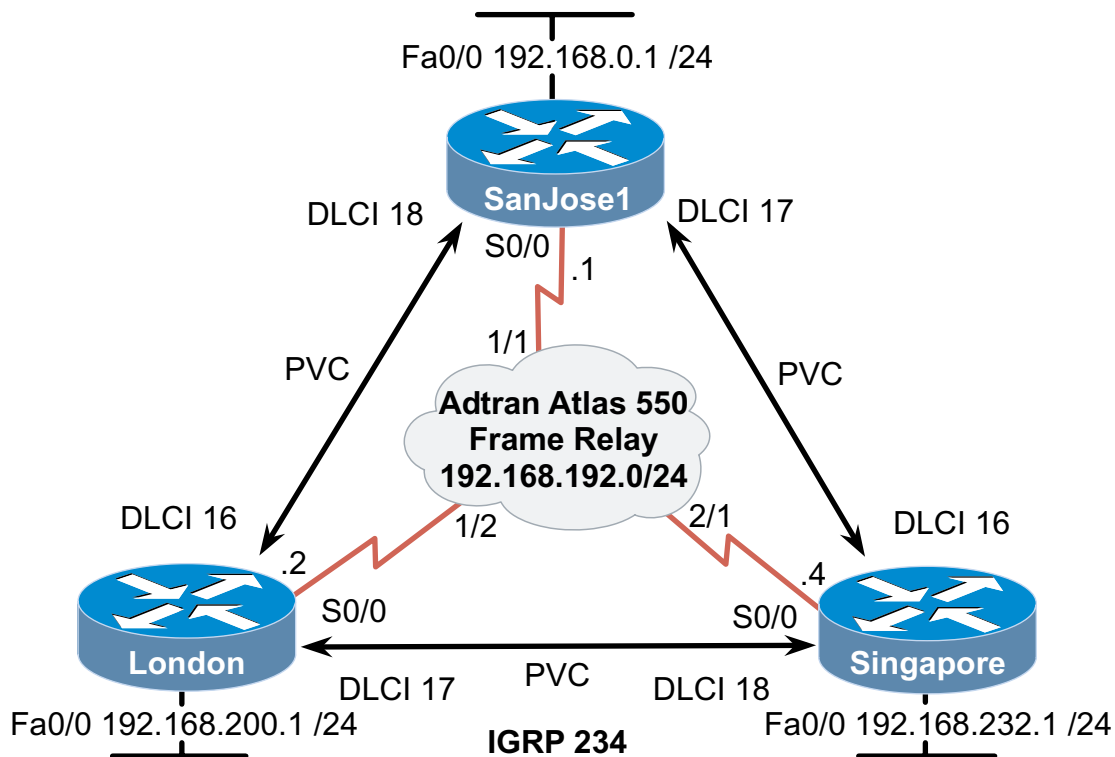 Fa0/0 192.168.0.1 /24
SanJose1
DLCI 18
DLCI 17
S0/0
.1
1/1
PVC
PVC
Adtran Atlas 550
Frame Relay
192.168.192.0/24
DLCI 16
1/2
2/1
DLCI 16
.2
.4
S0/0
S0/0
London
Singapore
PVC
DLCI 17
DLCI 18
Fa0/0 192.168.200.1 /24
Fa0/0 192.168.232.1 /24
IGRP 234